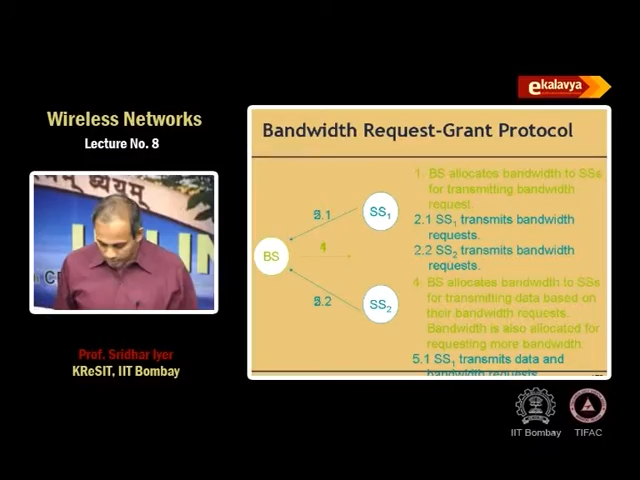 ekalavya
Wireless Networks
Lecture No. 8
Bandwidth Request-Grant Protocol
1. BS allocates bandwidth to SSs
for transmitting bandwidth
request.
2.1 SS1 transmits bandwidth
requests.
2.2 SS2 transmits bandwidth
requests.
4. BS allocates bandwidth to SSs
for transmitting data based on
their bandwidth requests.
Bandwidth is also allocated for
requesting more bandwidth.
5.1 SS1 transmits data and
bandwidth requests
SS1
BS
SS2
Prof. Sridhar Iyer
KReSIT, IIT Bombay
IIT Bombay
TIFAC